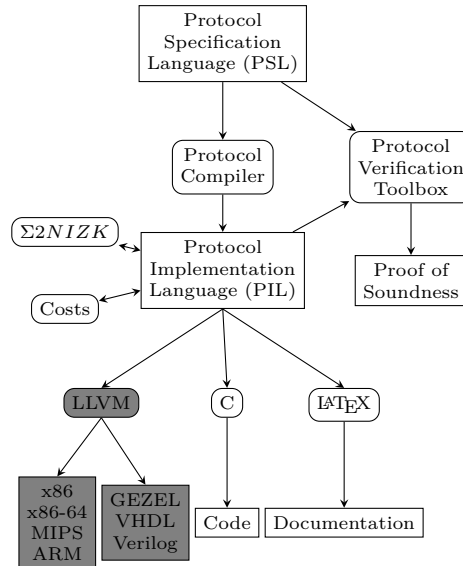 Protocol
Specification
Language (PSL)
Protocol
Compiler
Protocol
Verification
Toolbox
Σ2NIZK
Protocol
Implementation
Language (PIL)
Proof of
Soundness
Costs
LLVM
C
LATEX
x86
x86-64
MIPS
ARM
GEZEL
VHDL
Verilog
Code
Documentation